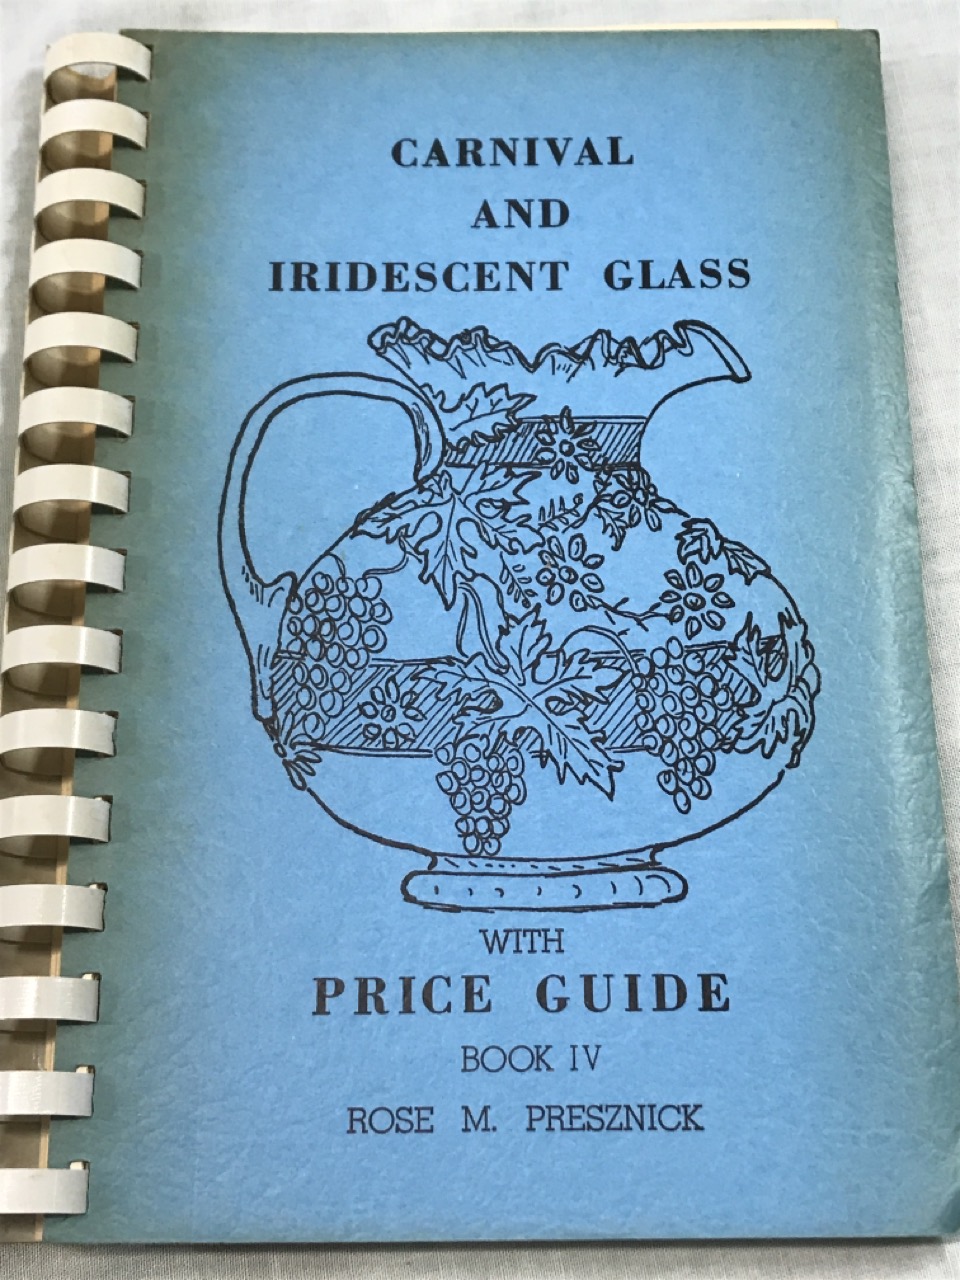 CARNIVAL
AND
IRIDESCENT GLASS
WITH
PRICE GUIDE
BOOK IV
ROSE M. PRESZNICK